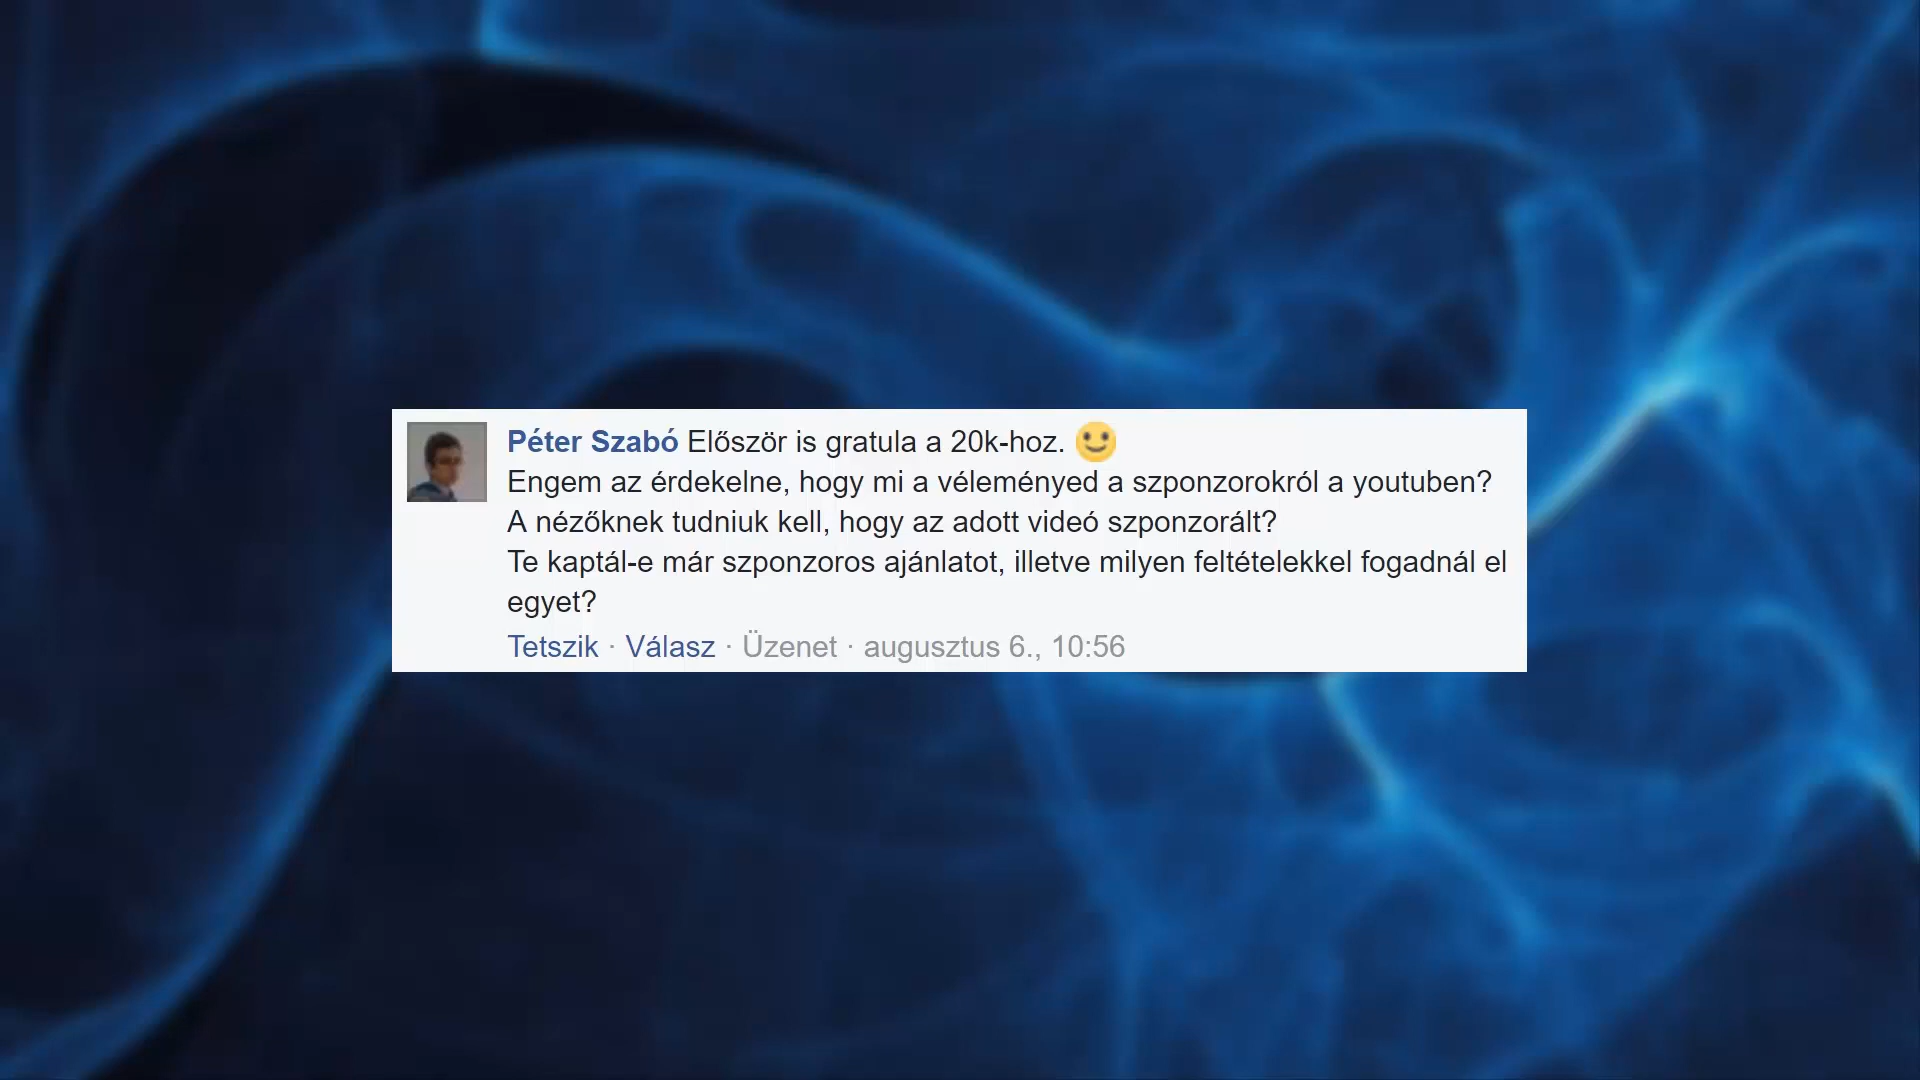 Péter Szabó Először is gratula a 20k-hoz. 🙂
Engem az érdekelne, hogy mi a véleményed a szponzorokról a youtuben?
A nézőknek tudniuk kell, hogy az adott videó szponzorált?
Te kaptál-e már szponzoros ajánlatot, illetve milyen feltételekkel fogadnál el
egyet?
Tetszik · Válasz · Üzenet · augusztus 6., 10:56